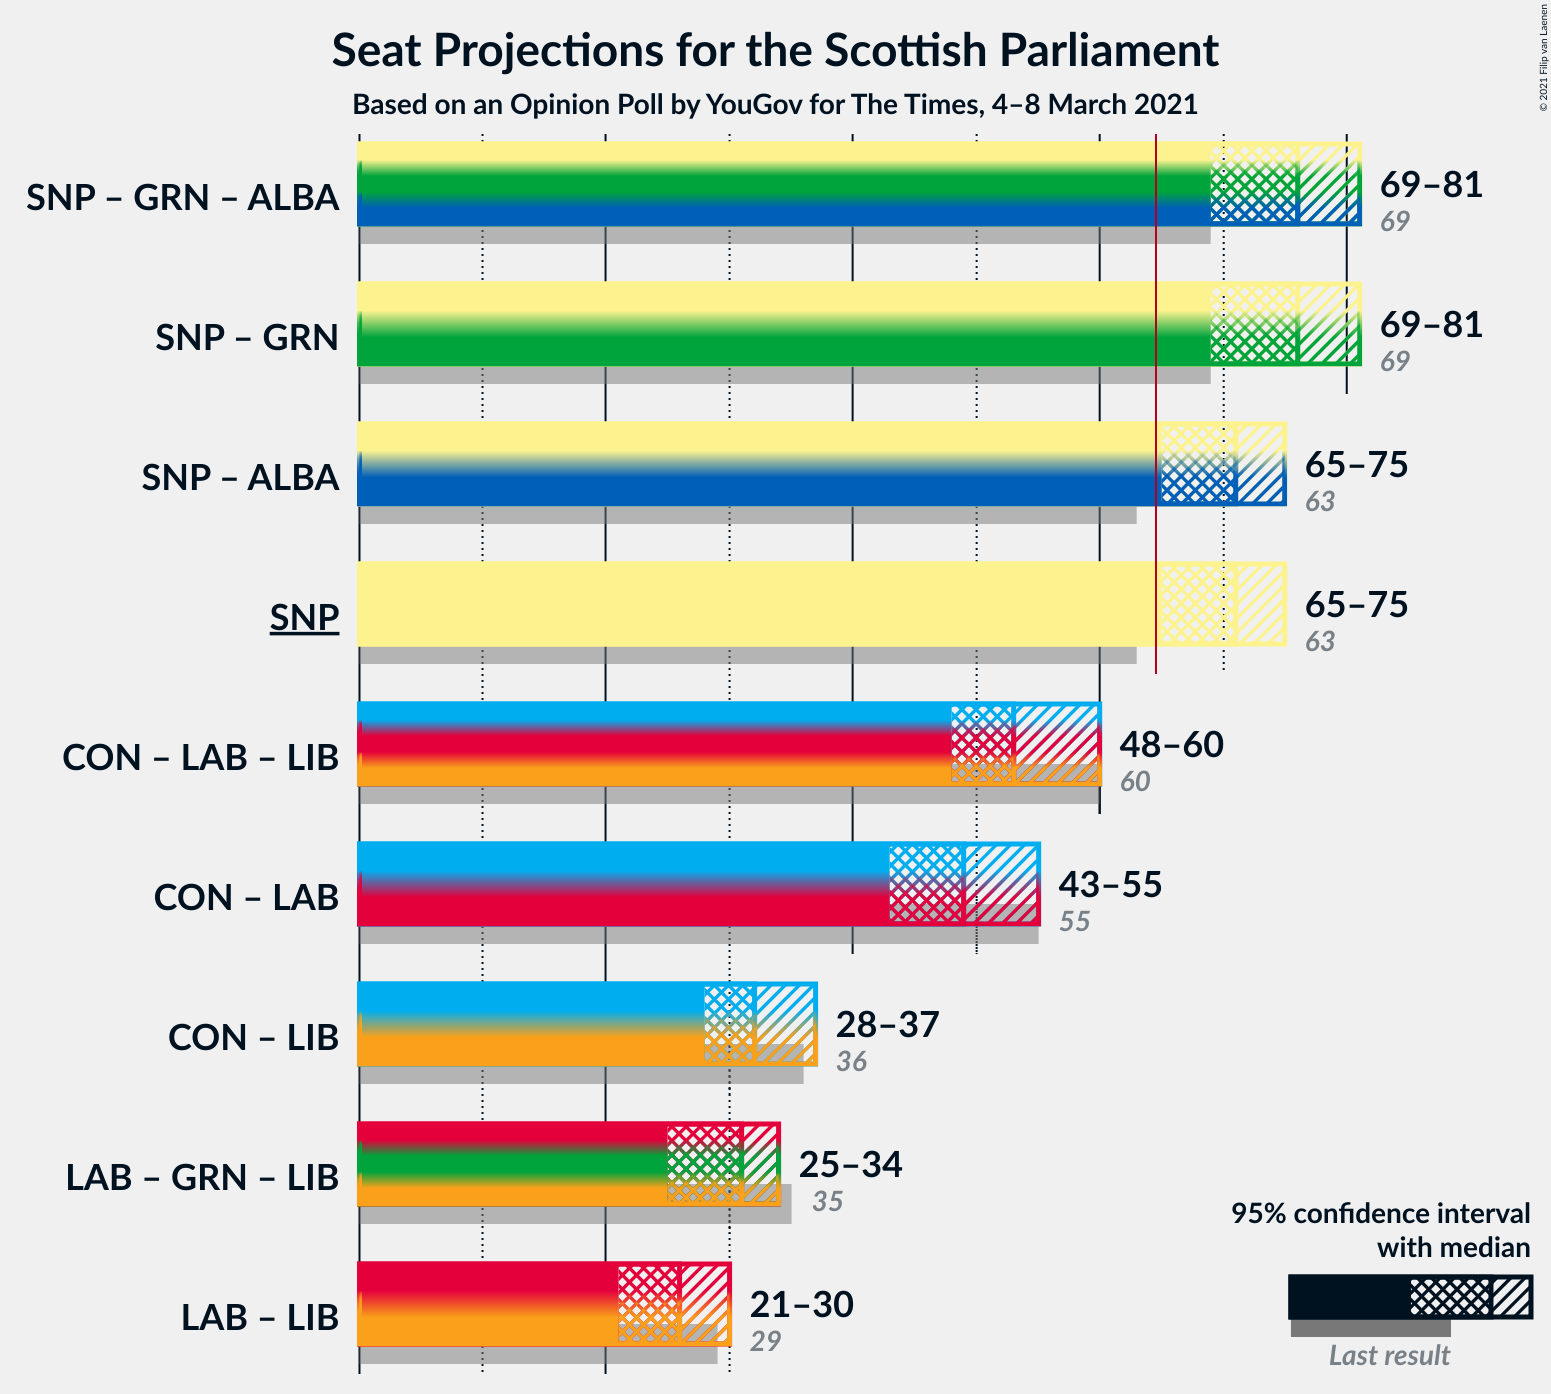 Seat Projections for the Scottish Parliament
Based on an Opinion Poll by YouGov for The Times, 4–8 March 2021
© 2021 Filip van Laenen
SNP – GRN – ALBA
69–81
69
SNP – GRN
69–81
69
SNP – ALBA
65–75
63
SNP
65–75
63
CON – LAB – LIB
48–60
60
CON – LAB
43–55
55
CON – LIB
28–37
36
LAB – GRN – LIB
25–34
35
LAB – LIB
21–30
29
95% confidence interval
with median
Last result